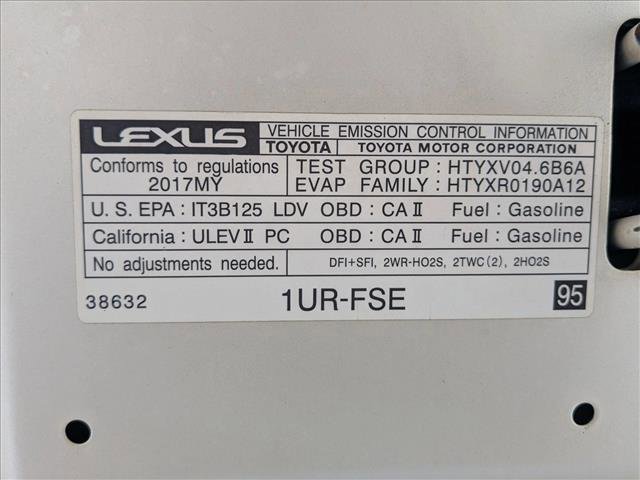 LEXUS VEHICLE EMISSION CONTROL INFORMATION
TOYOTA TOYOTA MOTOR CORPORATION
Conforms to regulations TEST GROUP : HTYXV04.6B6A
2017MY EVAP FAMILY : HTYXR0190A12
U. S. EPA : IT3B125 LDV OBD : CA II Fuel : Gasoline
California : ULEV II PC OBD : CA II Fuel : Gasoline
No adjustments needed. DFI+SFI, 2WR-HO2S, 2TWC(2), 2HO2S
38632 1UR-FSE 95